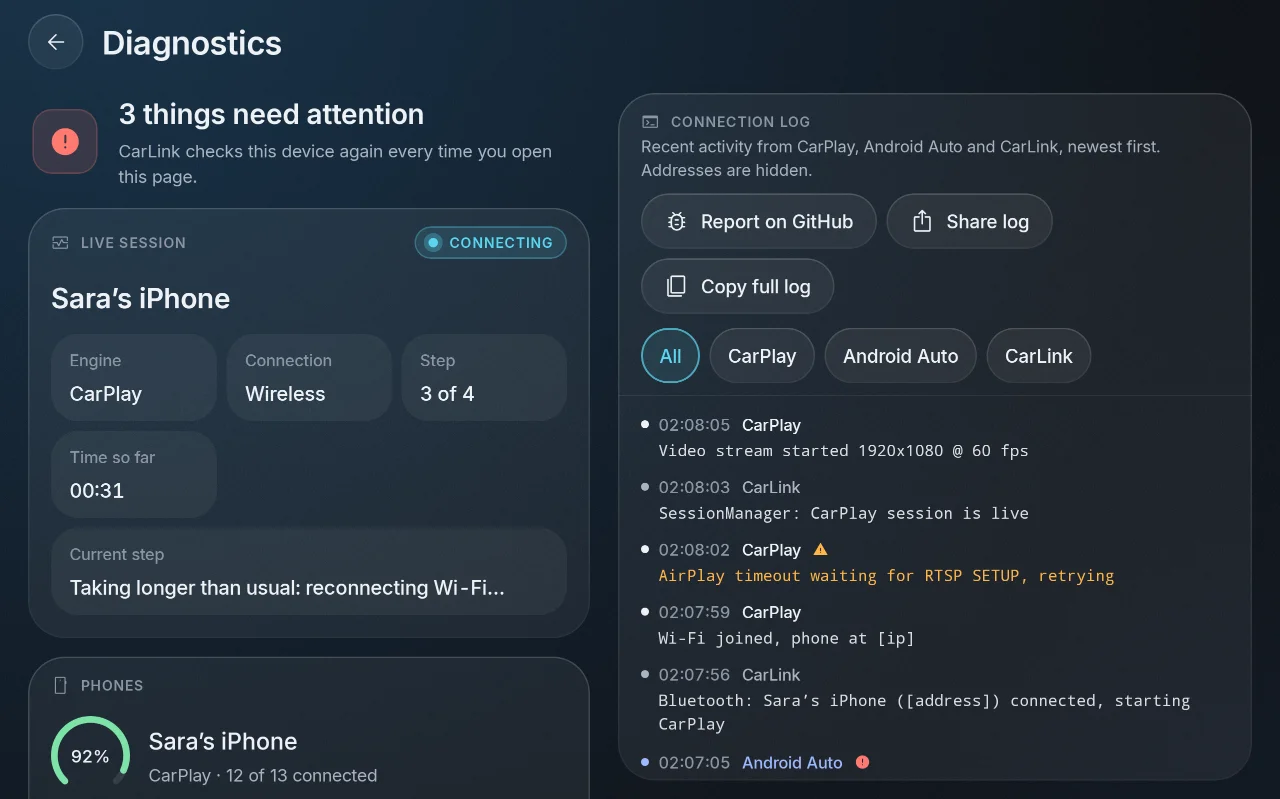 Diagnostics
3 things need attention
CarLink checks this device again every time you open
this page.
LIVE SESSION
CONNECTING
Sara’s iPhone
Engine
CarPlay
Connection
Wireless
Step
3 of 4
Time so far
00:31
Current step
Taking longer than usual: reconnecting Wi-Fi…
PHONES
92%
Sara’s iPhone
CarPlay · 12 of 13 connected
CONNECTION LOG
Recent activity from CarPlay, Android Auto and CarLink, newest first.
Addresses are hidden.
Report on GitHub
Share log
Copy full log
All
CarPlay
Android Auto
CarLink
02:08:05 CarPlay
Video stream started 1920x1080 @ 60 fps
02:08:03 CarLink
SessionManager: CarPlay session is live
02:08:02 CarPlay
AirPlay timeout waiting for RTSP SETUP, retrying
02:07:59 CarPlay
Wi-Fi joined, phone at [ip]
02:07:56 CarLink
Bluetooth: Sara’s iPhone ([address]) connected, starting
CarPlay
02:07:05 Android Auto